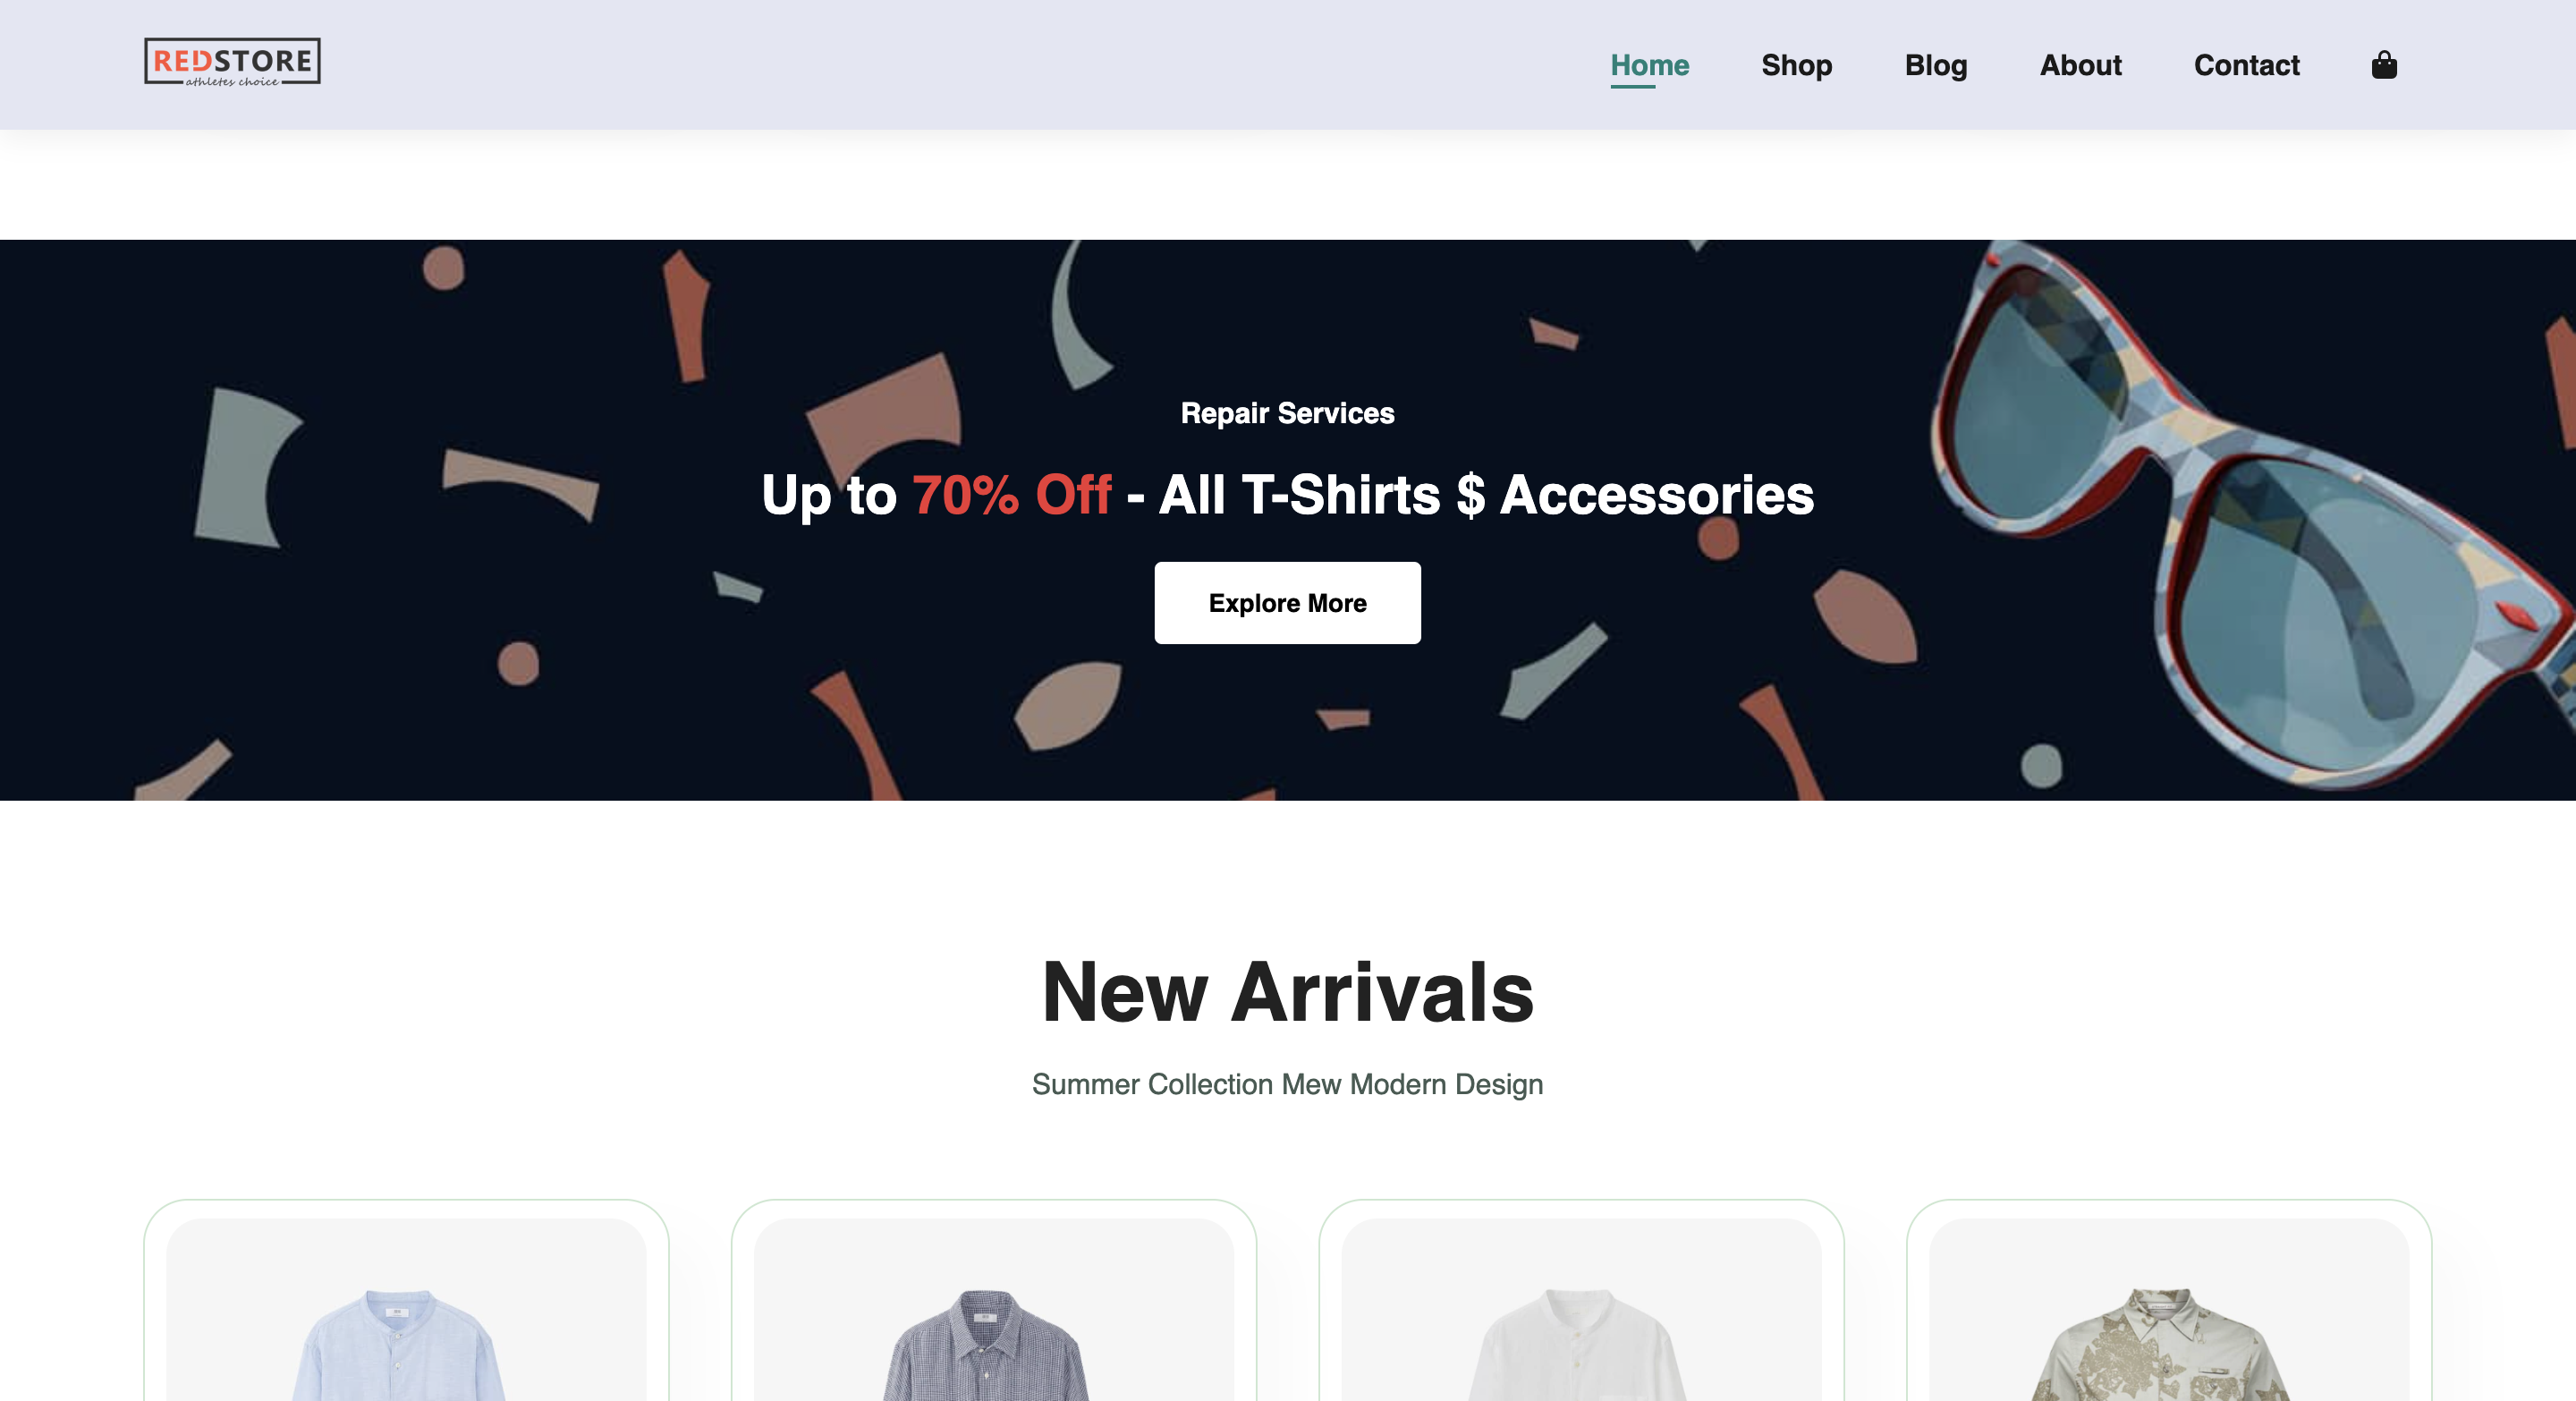 REDSTORE
athletes choice
Home Shop Blog About Contact
Repair Services
Up to 70% Off - All T-Shirts $ Accessories
Explore More
New Arrivals
Summer Collection Mew Modern Design